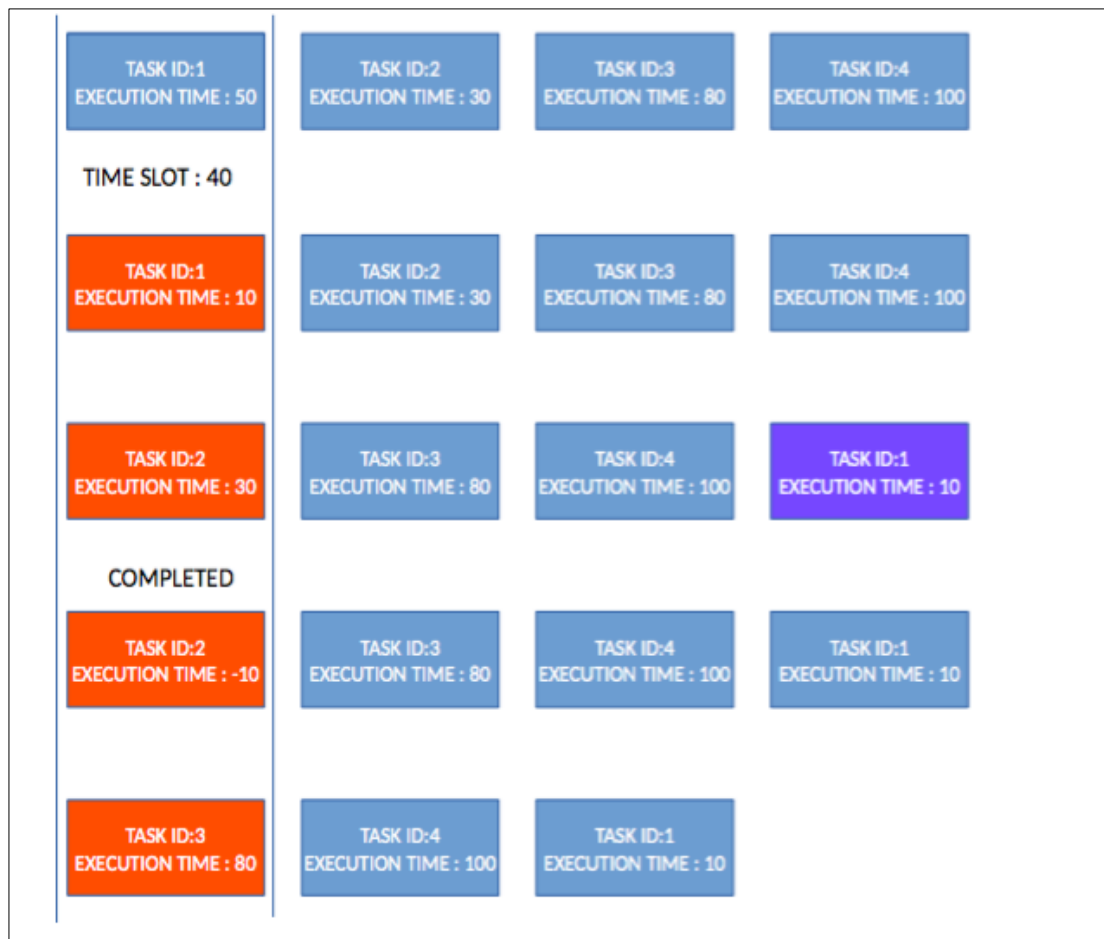 TASK ID:1
EXECUTION TIME : 50
TASK ID:2
EXECUTION TIME : 30
TASK ID:3
EXECUTION TIME : 80
TASK ID:4
EXECUTION TIME : 100
TIME SLOT : 40
TASK ID:1
EXECUTION TIME : 10
TASK ID:2
EXECUTION TIME : 30
TASK ID:3
EXECUTION TIME : 80
TASK ID:4
EXECUTION TIME : 100
TASK ID:2
EXECUTION TIME : 30
TASK ID:3
EXECUTION TIME : 80
TASK ID:4
EXECUTION TIME : 100
TASK ID:1
EXECUTION TIME : 10
COMPLETED
TASK ID:2
EXECUTION TIME : -10
TASK ID:3
EXECUTION TIME : 80
TASK ID:4
EXECUTION TIME : 100
TASK ID:1
EXECUTION TIME : 10
TASK ID:3
EXECUTION TIME : 80
TASK ID:4
EXECUTION TIME : 100
TASK ID:1
EXECUTION TIME : 10